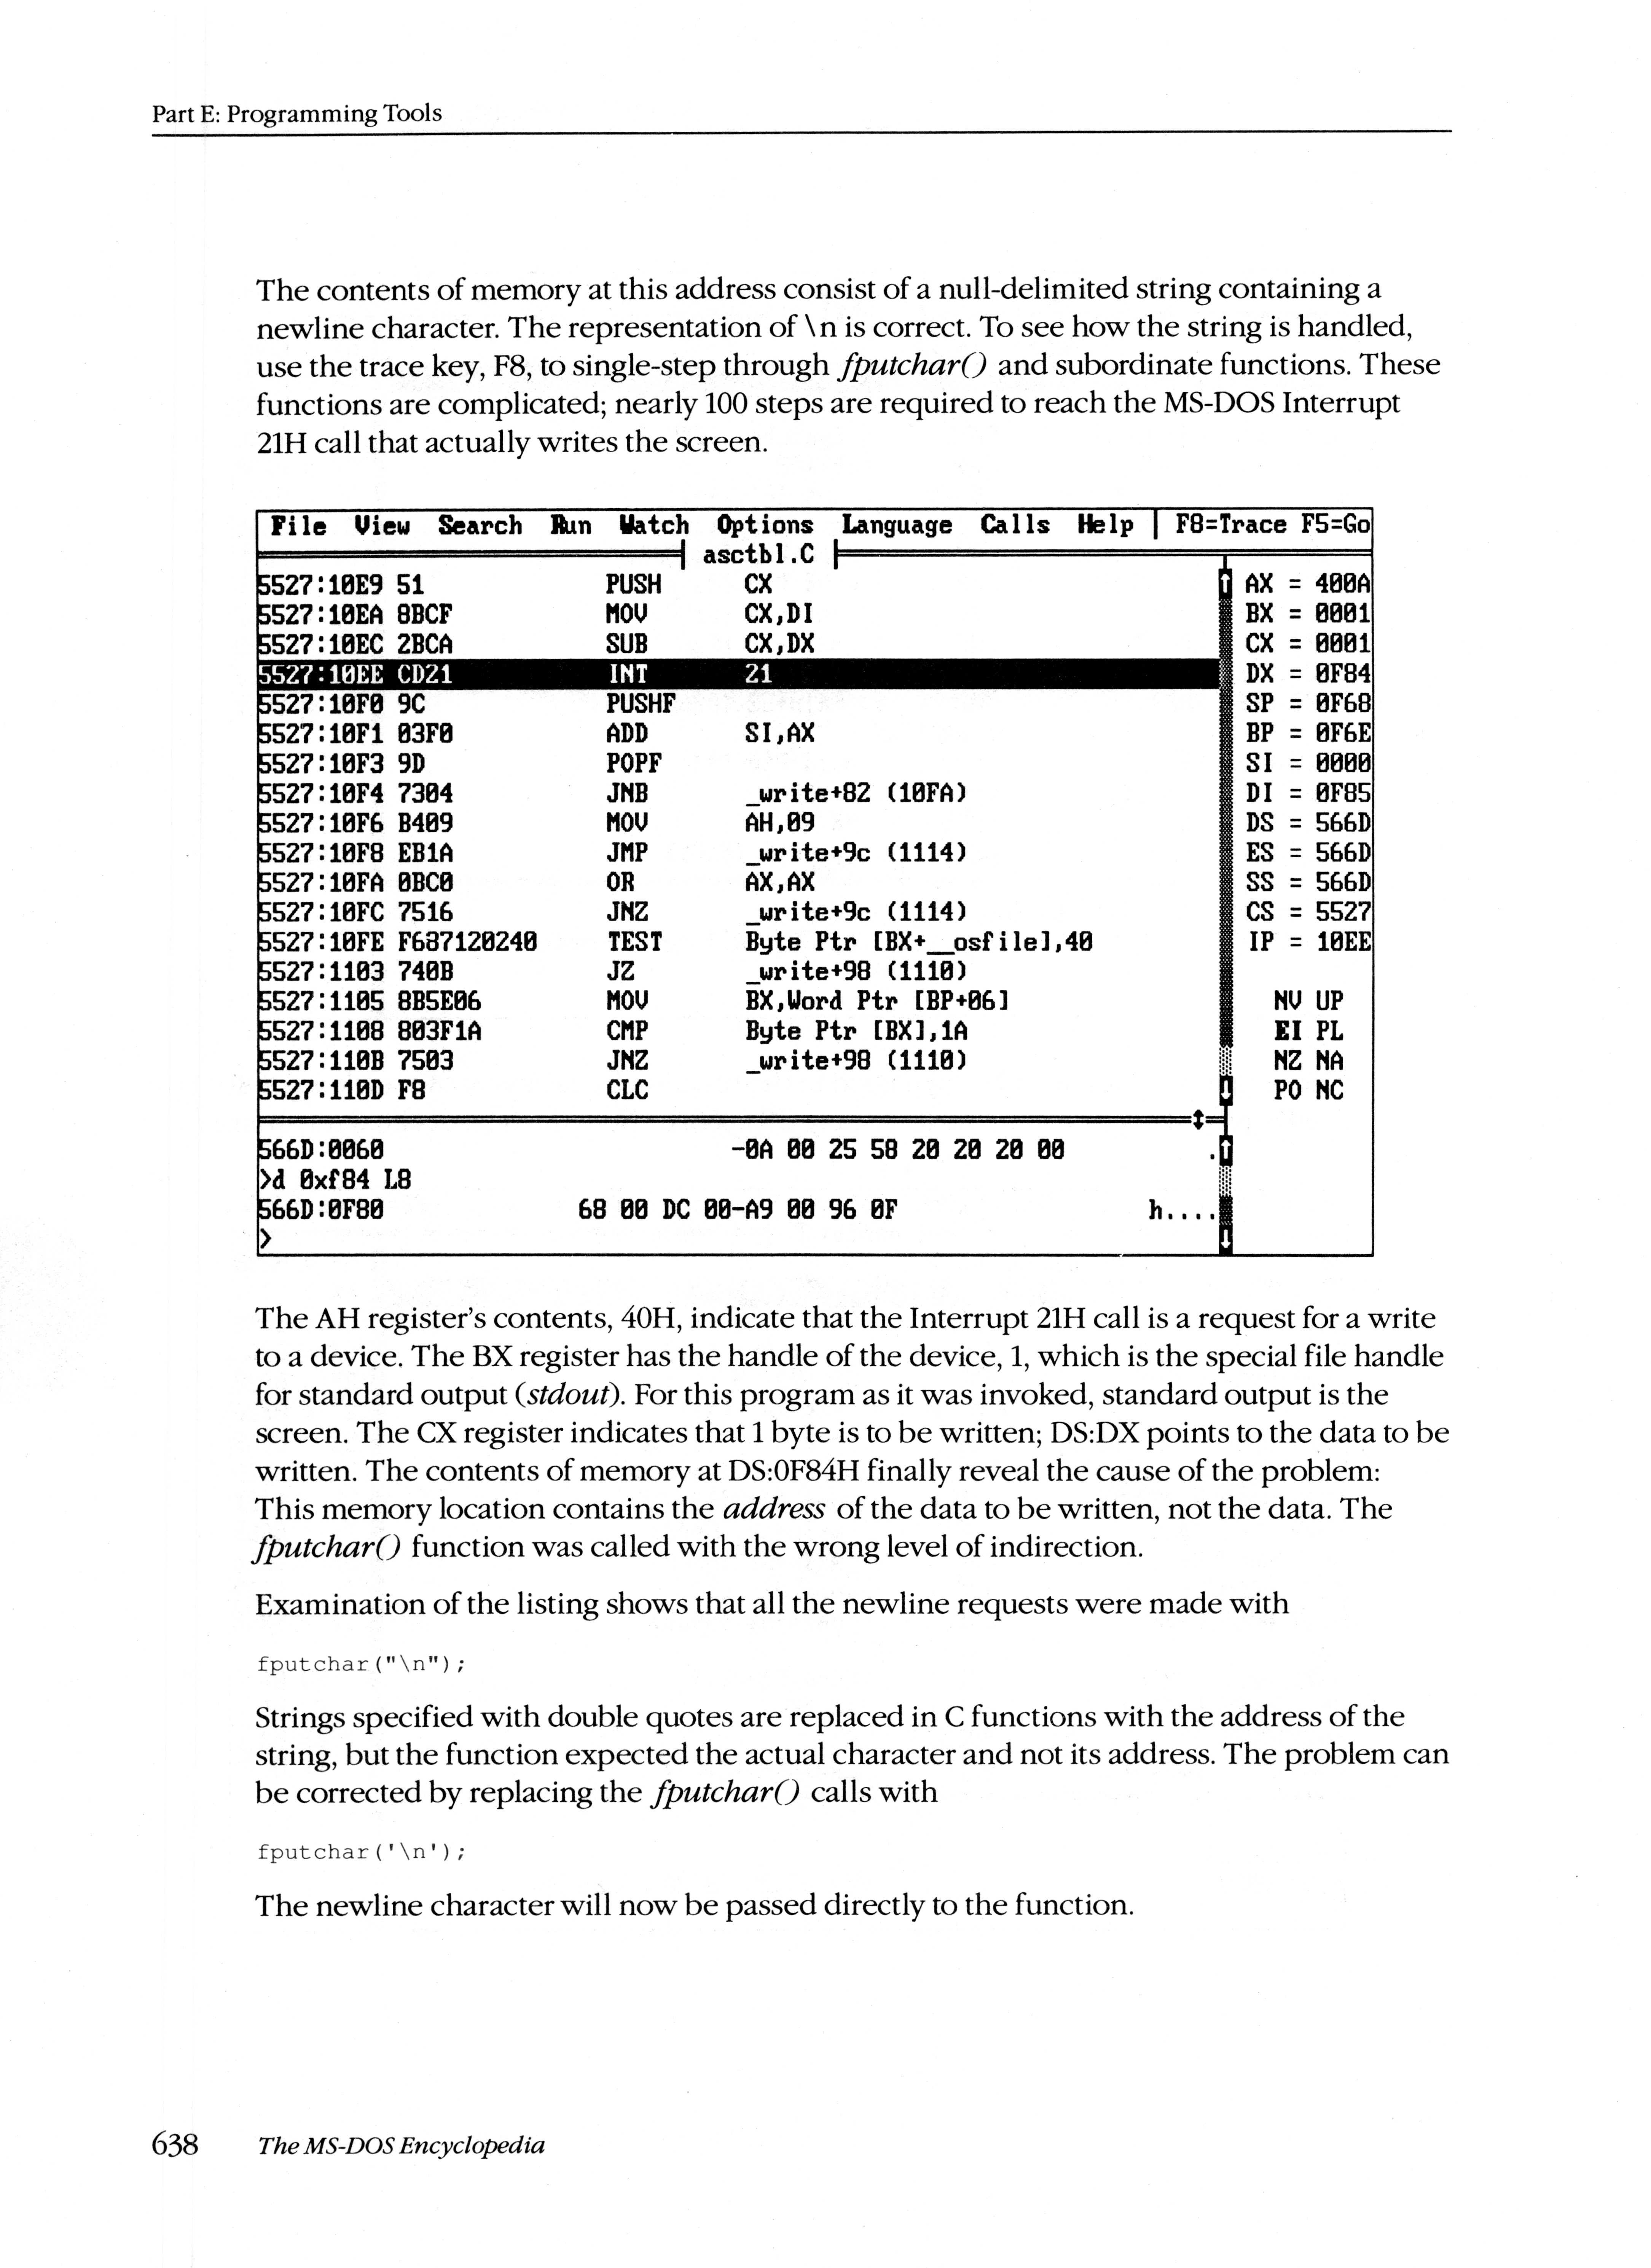 Part E: Programming Tools
The contents of memory at this address consist of a null-delimited string containing a
newline character. The representation of \n is correct. To see how the string is handled,
use the trace key, F8, to single-step through fputchar() and subordinate functions. These
functions are complicated; nearly 100 steps are required to reach the MS-DOS Interrupt
21H call that actually writes the screen.
File View Search Run Watch Options Language Calls Help | F8=Trace F5=Go
asctbl.C
5527:10E9 51 PUSH CX AX = 400A
5527:10EA 8BCF MOV CX,DI BX = 0001
5527:10EC 2BCA SUB CX,DX CX = 0001
5527:10EE CD21 INT 21 DX = 0F84
5527:10F0 9C PUSHF SP = 0F68
5527:10F1 03F0 ADD SI,AX BP = 0F6E
5527:10F3 9D POPF SI = 0000
5527:10F4 7304 JNB _write+82 (10FA) DI = 0F85
5527:10F6 B409 MOV AH,09 DS = 566D
5527:10F8 EB1A JMP _write+9c (1114) ES = 566D
5527:10FA 0BC0 OR AX,AX SS = 566D
5527:10FC 7516 JNZ _write+9c (1114) CS = 5527
5527:10FE F687120240 TEST Byte Ptr [BX+__osfile],40 IP = 10EE
5527:1103 740B JZ _write+98 (1110)
5527:1105 8B5E06 MOV BX,Word Ptr [BP+06] NV UP
5527:1108 803F1A CMP Byte Ptr [BX],1A EI PL
5527:110B 7503 JNZ _write+98 (1110) NZ NA
5527:110D F8 CLC PO NC
566D:0060 -0A 00 25 58 20 20 20 00 .
>d 0xf84 L8
566D:0F80 68 00 DC 00-A9 00 96 0F h....
>
The AH register's contents, 40H, indicate that the Interrupt 21H call is a request for a write
to a device. The BX register has the handle of the device, 1, which is the special file handle
for standard output (stdout). For this program as it was invoked, standard output is the
screen. The CX register indicates that 1 byte is to be written; DS:DX points to the data to be
written. The contents of memory at DS:0F84H finally reveal the cause of the problem:
This memory location contains the address of the data to be written, not the data. The
fputchar() function was called with the wrong level of indirection.
Examination of the listing shows that all the newline requests were made with
fputchar("\n");
Strings specified with double quotes are replaced in C functions with the address of the
string, but the function expected the actual character and not its address. The problem can
be corrected by replacing the fputchar() calls with
fputchar('\n');
The newline character will now be passed directly to the function.
638 The MS-DOS Encyclopedia